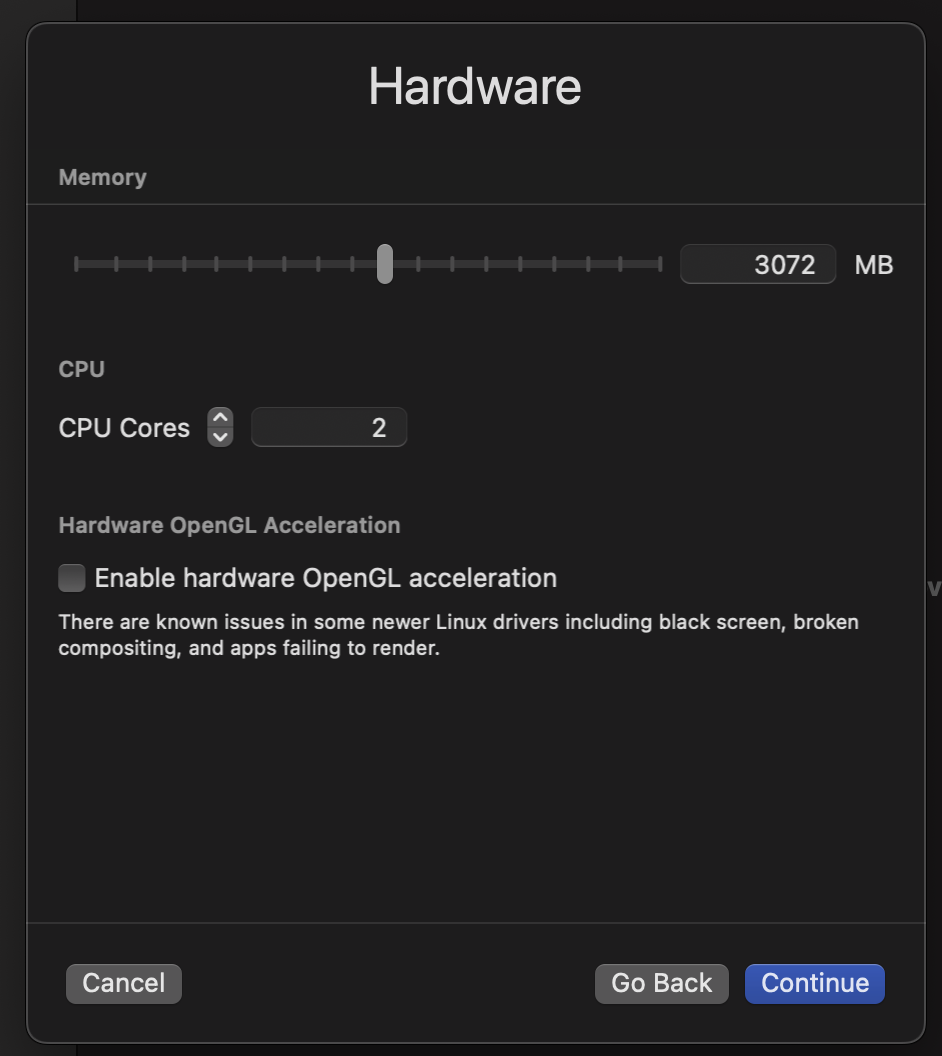 Hardware
Memory
3072 MB
CPU
CPU Cores 2
Hardware OpenGL Acceleration
Enable hardware OpenGL acceleration
There are known issues in some newer Linux drivers including black screen, broken
compositing, and apps failing to render.
v
Cancel Go Back Continue